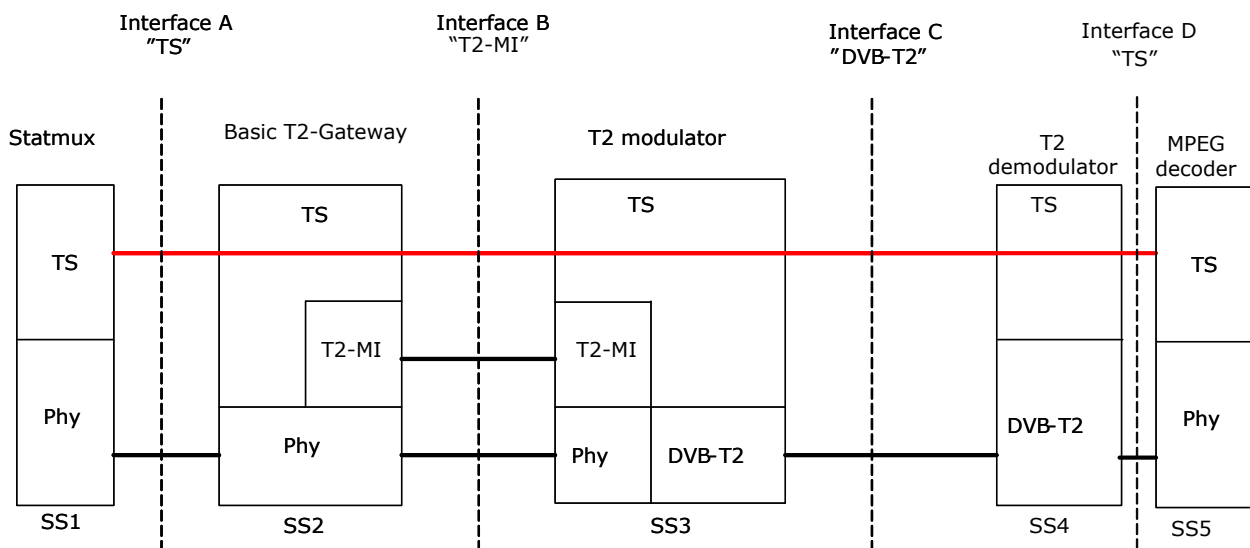 Interface A
"TS"
Interface B
“T2-MI”
Interface C
"DVB-T2"
Interface D
“TS”
Statmux
Basic T2-Gateway
T2 modulator
T2
demodulator
MPEG
decoder
TS
Phy
SS1
TS
T2-MI
Phy
SS2
TS
T2-MI
Phy
DVB-T2
SS3
TS
DVB-T2
SS4
TS
Phy
SS5